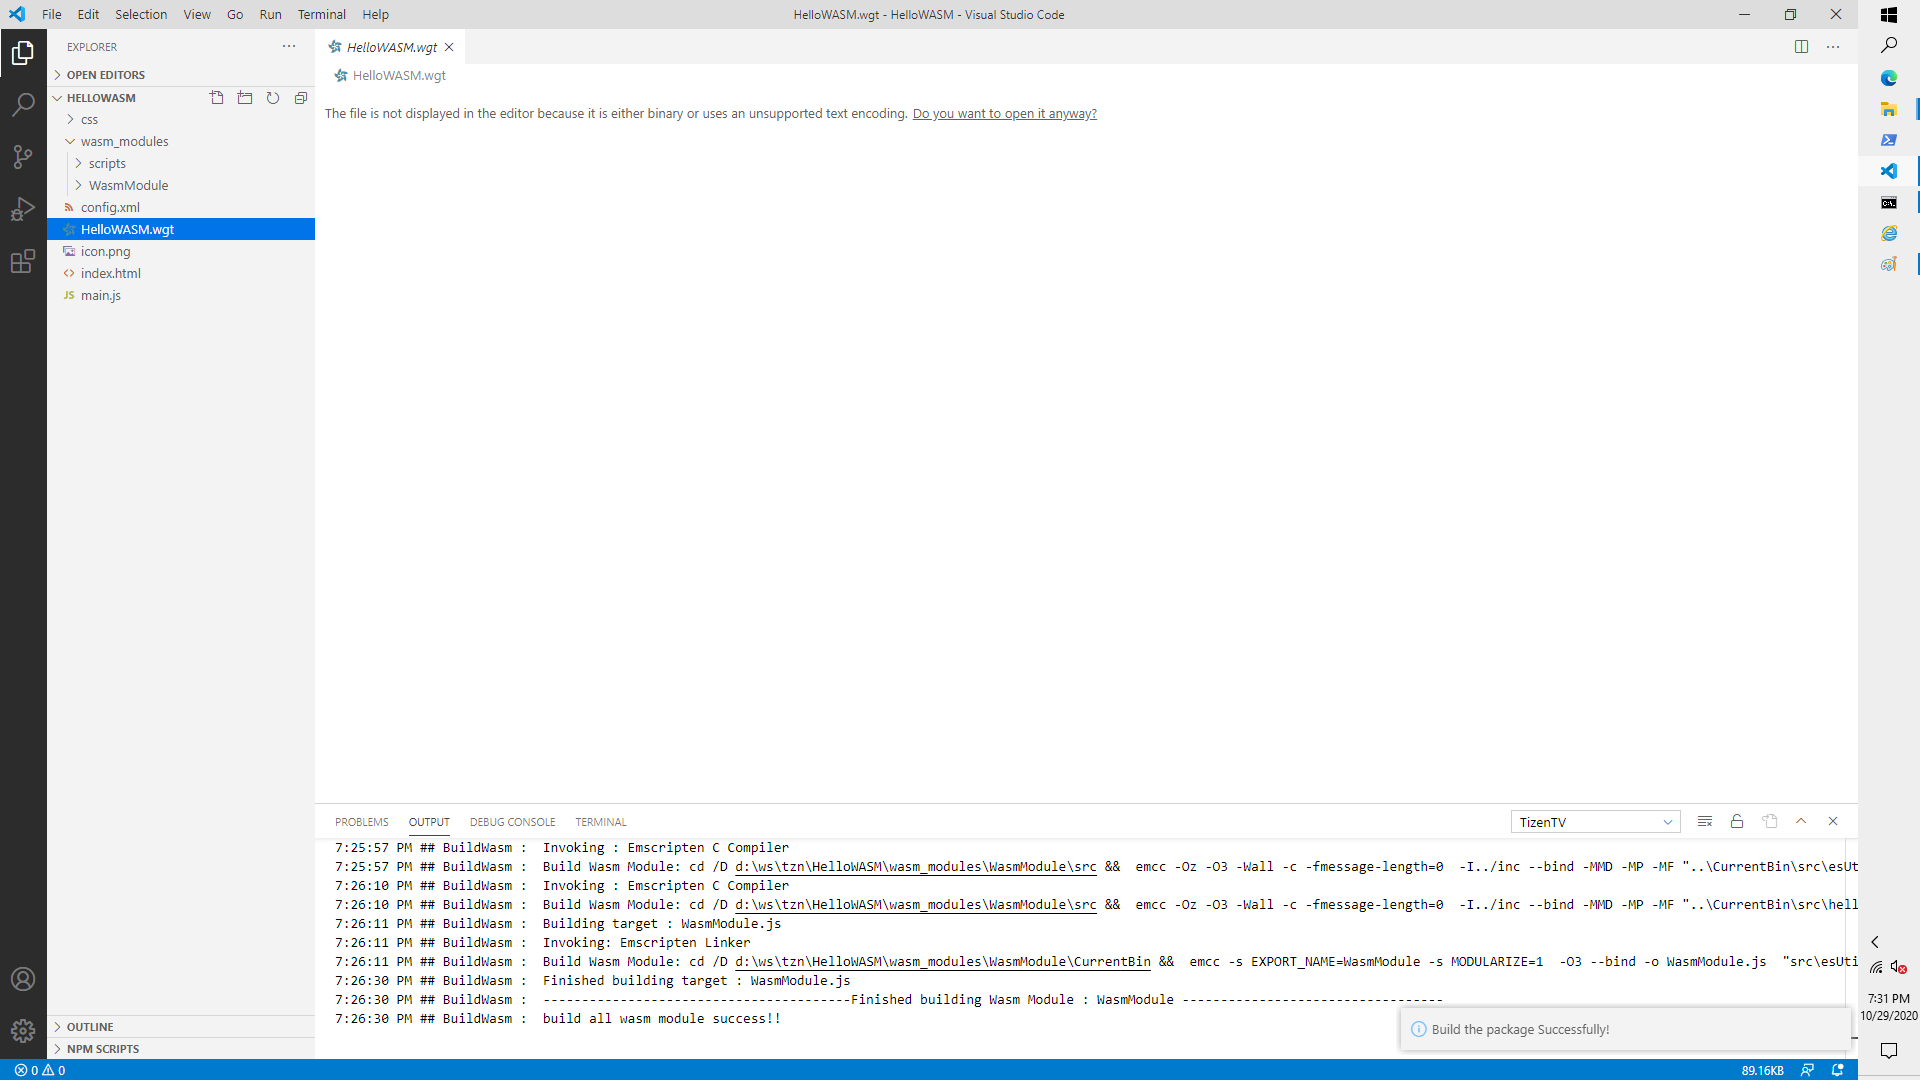 File Edit Selection View Go Run Terminal Help
HelloWASM.wgt - HelloWASM - Visual Studio Code
EXPLORER
OPEN EDITORS
HELLOWASM
css
wasm_modules
scripts
WasmModule
config.xml
HelloWASM.wgt
icon.png
index.html
JS main.js
OUTLINE
NPM SCRIPTS
HelloWASM.wgt
HelloWASM.wgt
The file is not displayed in the editor because it is either binary or uses an unsupported text encoding. Do you want to open it anyway?
PROBLEMS OUTPUT DEBUG CONSOLE TERMINAL
TizenTV
7:25:57 PM ## BuildWasm : Invoking : Emscripten C Compiler
7:25:57 PM ## BuildWasm : Build Wasm Module: cd /D d:\ws\tzn\HelloWASM\wasm_modules\WasmModule\src && emcc -Oz -O3 -Wall -c -fmessage-length=0 -I../inc --bind -MMD -MP -MF "..\CurrentBin\src\esUt
7:26:10 PM ## BuildWasm : Invoking : Emscripten C Compiler
7:26:10 PM ## BuildWasm : Build Wasm Module: cd /D d:\ws\tzn\HelloWASM\wasm_modules\WasmModule\src && emcc -Oz -O3 -Wall -c -fmessage-length=0 -I../inc --bind -MMD -MP -MF "..\CurrentBin\src\hell
7:26:11 PM ## BuildWasm : Building target : WasmModule.js
7:26:11 PM ## BuildWasm : Invoking: Emscripten Linker
7:26:11 PM ## BuildWasm : Build Wasm Module: cd /D d:\ws\tzn\HelloWASM\wasm_modules\WasmModule\CurrentBin && emcc -s EXPORT_NAME=WasmModule -s MODULARIZE=1 -O3 --bind -o WasmModule.js "src\esUti
7:26:30 PM ## BuildWasm : Finished building target : WasmModule.js
7:26:30 PM ## BuildWasm : ----------------------------------------Finished building Wasm Module : WasmModule ----------------------------------
7:26:30 PM ## BuildWasm : build all wasm module success!!
Build the package Successfully!
0 0
89.16KB
7:31 PM
10/29/2020